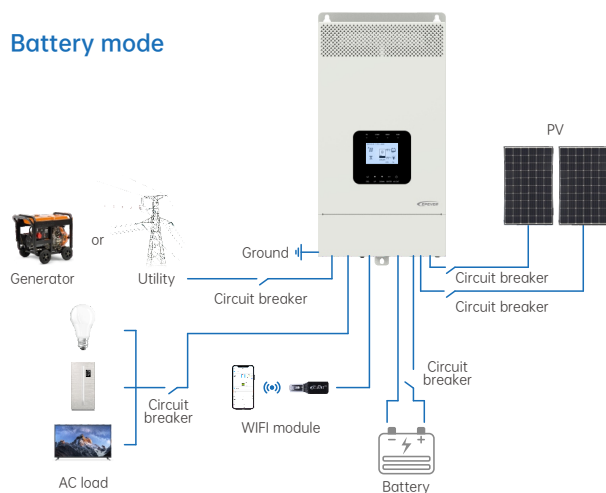 Battery mode
PV
or
Ground
Generator
Utility
Circuit breaker
Circuit breaker
Circuit breaker
Circuit
breaker
Circuit
breaker
WIFI module
AC load
Battery